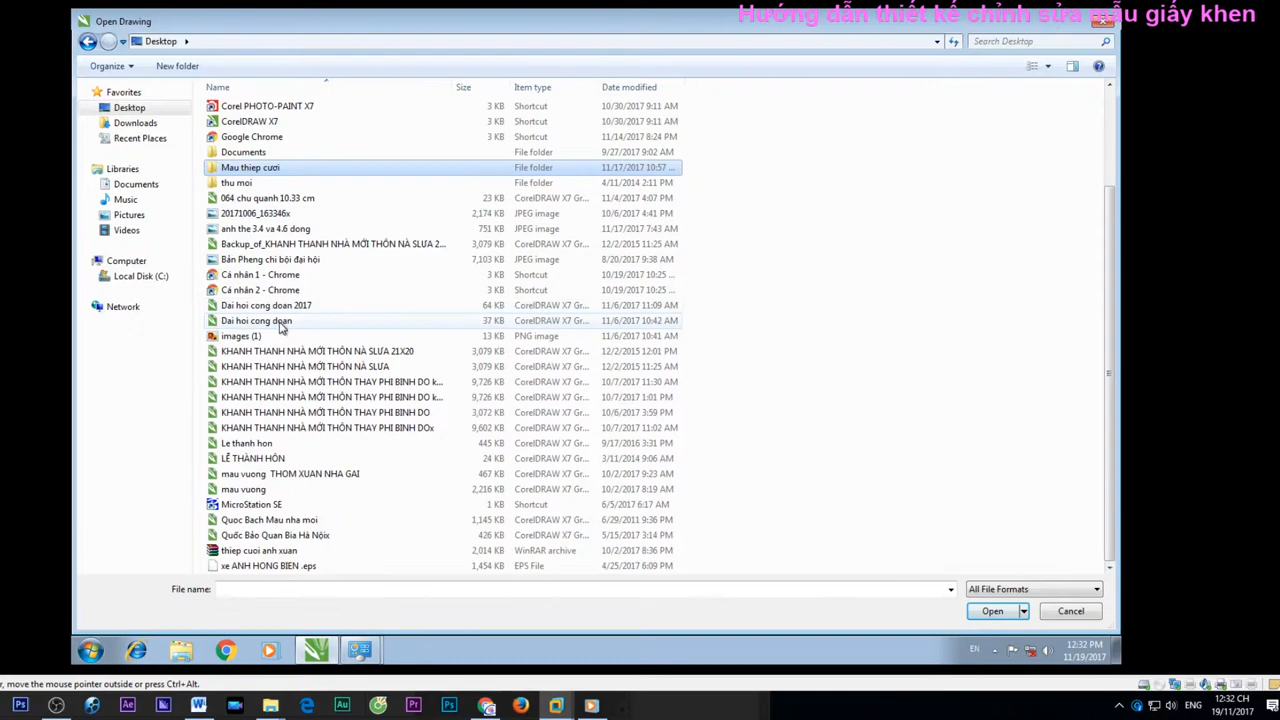 Hướng dẫn thiết kế chỉnh sửa mẫu giấy khen
Open Drawing
Desktop
Search Desktop
Organize
New folder
Name Size Item type Date modified
Favorites
Desktop
Downloads
Recent Places
Libraries
Documents
Music
Pictures
Videos
Computer
Local Disk (C:)
Network
Corel PHOTO-PAINT X7 3 KB Shortcut 10/30/2017 9:11 AM
CorelDRAW X7 3 KB Shortcut 10/30/2017 9:11 AM
Google Chrome 3 KB Shortcut 11/14/2017 8:24 PM
Documents File folder 9/27/2017 9:02 AM
Mau thiep cươi File folder 11/17/2017 10:57 ...
thu moi File folder 4/11/2014 2:11 PM
064 chu quanh 10.33 cm 23 KB CorelDRAW X7 Gr... 11/4/2017 4:07 PM
20171006_163346x 2,174 KB JPEG image 10/6/2017 4:41 PM
anh the 3.4 va 4.6 dong 751 KB JPEG image 11/17/2017 7:43 AM
Backup_of_KHANH THANH NHÀ MỚI THÔN NÀ SLƯA 2... 3,079 KB CorelDRAW X7 Gr... 12/2/2015 11:25 AM
Bản Pheng chi bội đại hội 7,103 KB JPEG image 8/20/2017 9:38 AM
Cá nhân 1 - Chrome 3 KB Shortcut 10/19/2017 10:25 ...
Cá nhân 2 - Chrome 3 KB Shortcut 10/19/2017 10:25 ...
Dai hoi cong doan 2017 64 KB CorelDRAW X7 Gr... 11/6/2017 11:09 AM
Dai hoi cong doan 37 KB CorelDRAW X7 Gr... 11/6/2017 10:42 AM
images (1) 13 KB PNG image 11/6/2017 10:41 AM
KHANH THANH NHÀ MỚI THÔN NÀ SLƯA 21X20 3,079 KB CorelDRAW X7 Gr... 12/2/2015 12:01 PM
KHANH THANH NHÀ MỚI THÔN NÀ SLƯA 3,079 KB CorelDRAW X7 Gr... 12/2/2015 11:25 AM
KHANH THANH NHÀ MỚI THÔN THAY PHI BINH DO k... 9,726 KB CorelDRAW X7 Gr... 10/7/2017 11:30 AM
KHANH THANH NHÀ MỚI THÔN THAY PHI BINH DO k... 9,726 KB CorelDRAW X7 Gr... 10/7/2017 1:01 PM
KHANH THANH NHÀ MỚI THÔN THAY PHI BINH DO 3,072 KB CorelDRAW X7 Gr... 10/6/2017 3:59 PM
KHANH THANH NHÀ MỚI THÔN THAY PHI BINH DOx 9,602 KB CorelDRAW X7 Gr... 10/7/2017 11:02 AM
Le thanh hon 445 KB CorelDRAW X7 Gr... 9/17/2016 3:31 PM
LỄ THÀNH HÔN 24 KB CorelDRAW X7 Gr... 3/11/2014 9:06 AM
mau vuong THOM XUAN NHA GAI 467 KB CorelDRAW X7 Gr... 10/2/2017 9:23 AM
mau vuong 2,216 KB CorelDRAW X7 Gr... 10/2/2017 8:19 AM
MicroStation SE 1 KB Shortcut 6/5/2017 6:17 AM
Quoc Bach Mau nha moi 1,145 KB CorelDRAW X7 Gr... 6/29/2011 9:36 PM
Quốc Bảo Quan Bia Hà Nộix 426 KB CorelDRAW X7 Gr... 5/15/2017 3:14 PM
thiep cuoi anh xuan 2,014 KB WinRAR archive 10/2/2017 8:36 PM
xe ANH HONG BIEN .eps 1,454 KB EPS File 4/25/2017 6:09 PM
File name:
All File Formats
Open
Cancel
EN
12:32 PM
11/19/2017
r, move the mouse pointer outside or press Ctrl+Alt.
Ps
W
Ae
Au
Pr
Ps
ENG
12:32 CH
19/11/2017